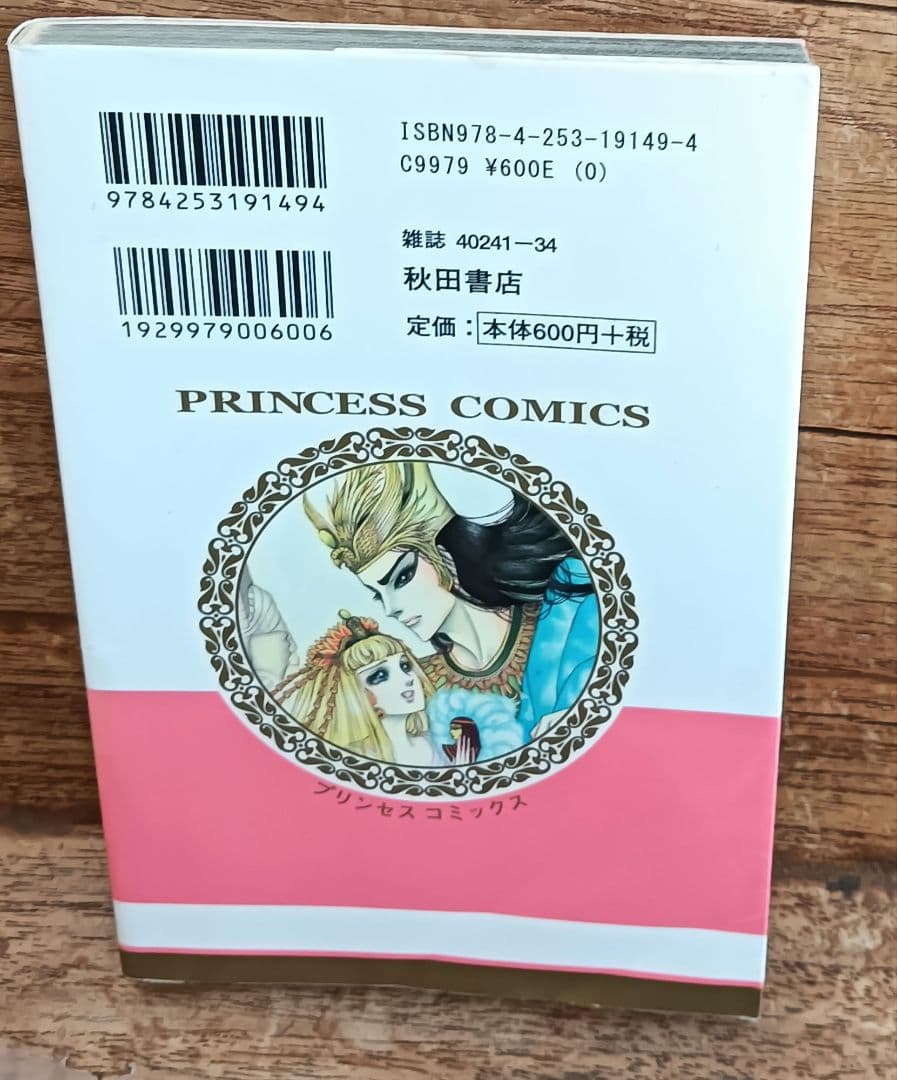 9784253191494
ISBN978-4-253-19149-4
C9979 ¥600E (0)
1929979006006
雑誌 40241-34
秋田書店
定価：本体600円+税
PRINCESS COMICS
プリンセス コミックス